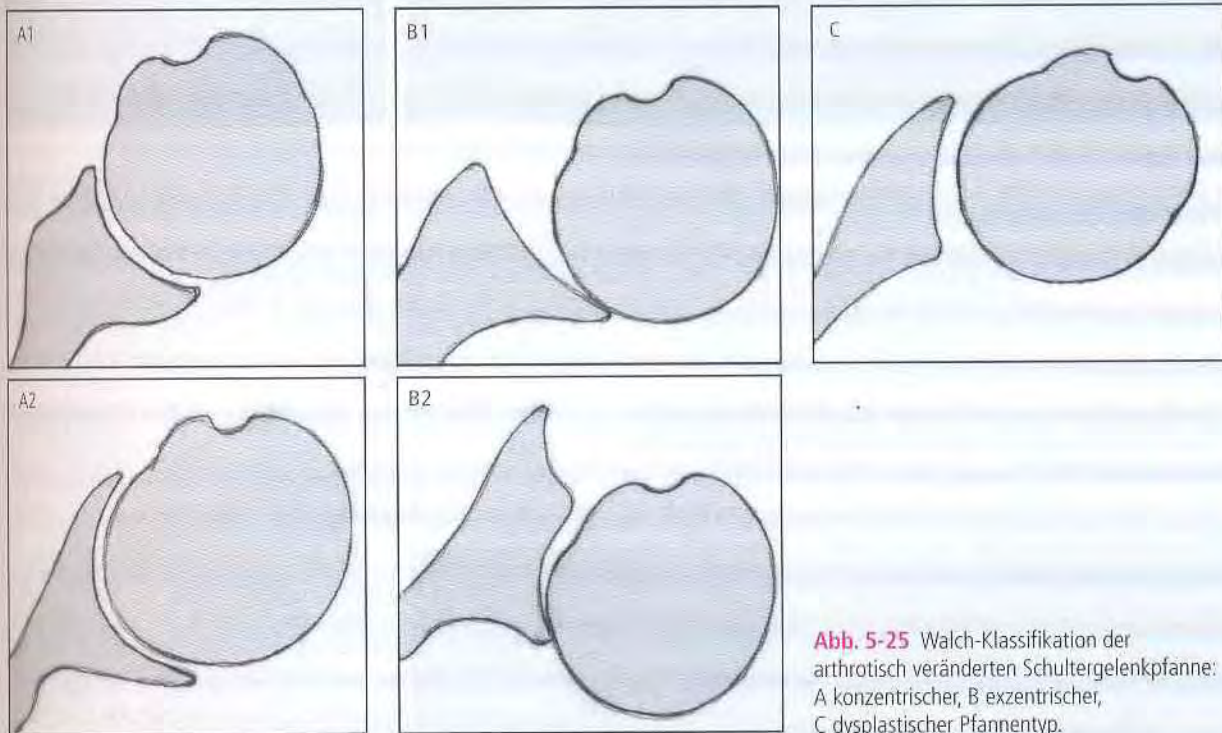 A1
B1
C
A2
B2
Abb. 5-25 Walch-Klassifikation der
arthrotisch veränderten Schultergelenkpfanne:
A konzentrischer, B exzentrischer,
C dysplastischer Pfannentyp.